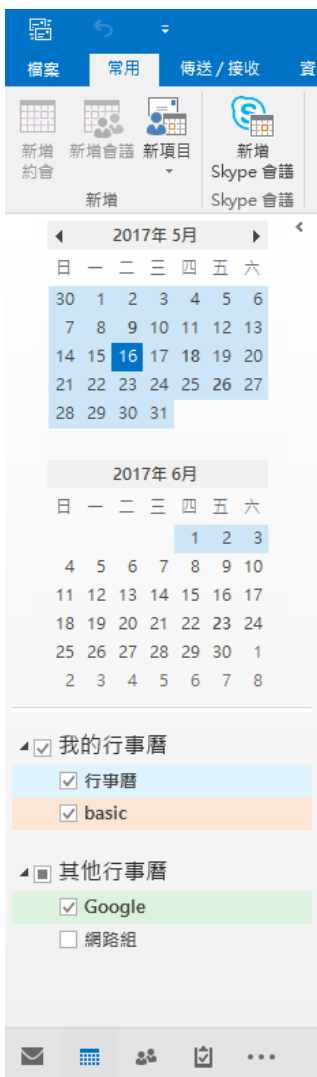 檔案 常用 傳送 / 接收 資
新增約會 新增會議 新項目 新增 Skype 會議
新增 Skype 會議
2017年 5月
日 一 二 三 四 五 六
30 1 2 3 4 5 6
7 8 9 10 11 12 13
14 15 16 17 18 19 20
21 22 23 24 25 26 27
28 29 30 31
2017年 6月
日 一 二 三 四 五 六
1 2 3
4 5 6 7 8 9 10
11 12 13 14 15 16 17
18 19 20 21 22 23 24
25 26 27 28 29 30 1
2 3 4 5 6 7 8
我的行事曆
行事曆
basic
其他行事曆
Google
網路組